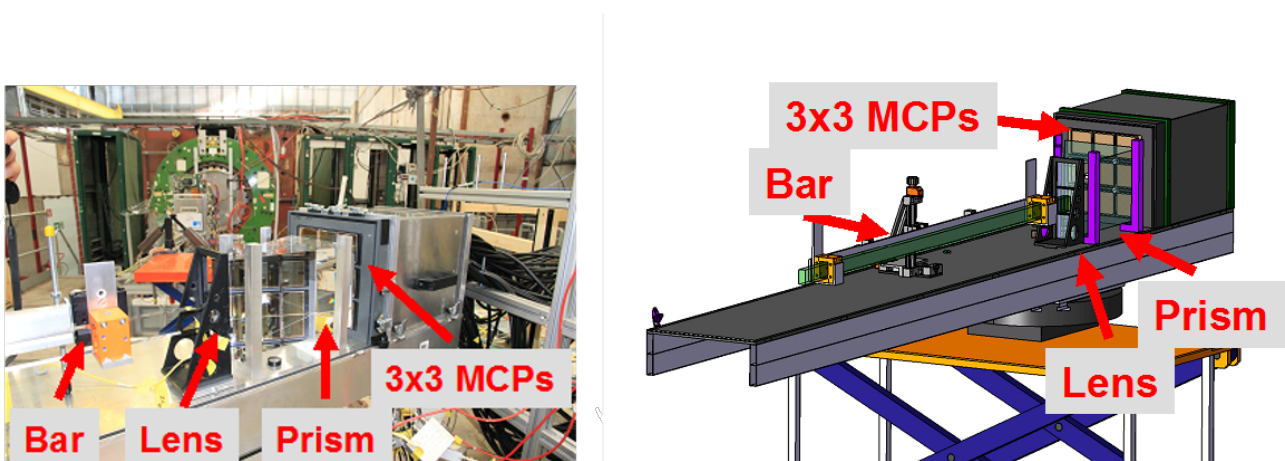 3x3 MCPs
Bar Lens Prism
3x3 MCPs
Bar
Prism
Lens